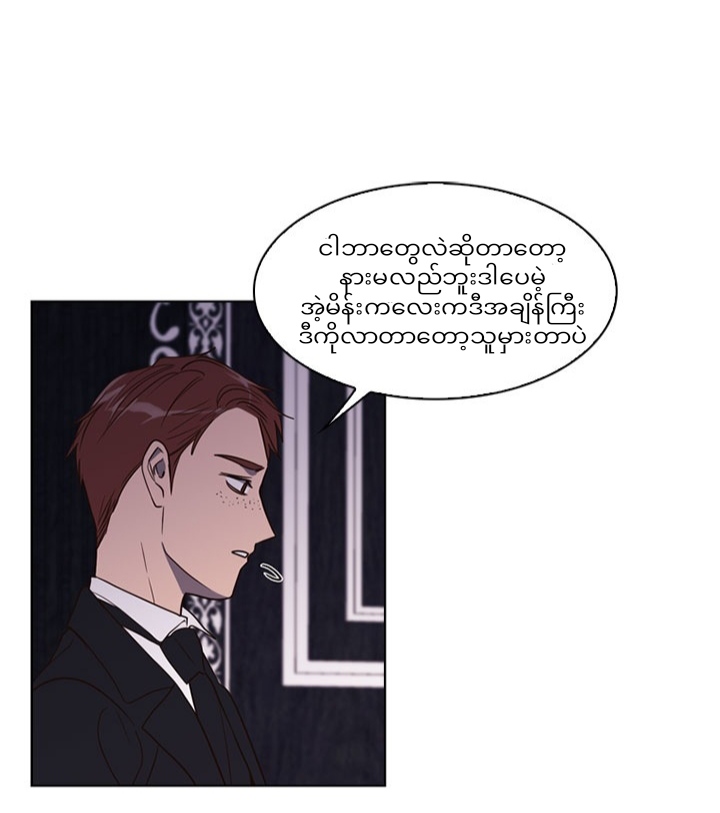 ငါဘာတွေလဲဆိုတာတော့
နားမလည်ဘူးဒါပေမဲ့
အဲ့မိန်းကလေးကဒီအချိန်ကြီး
ဒီကိုလာတာတော့သူမှားတာပဲ